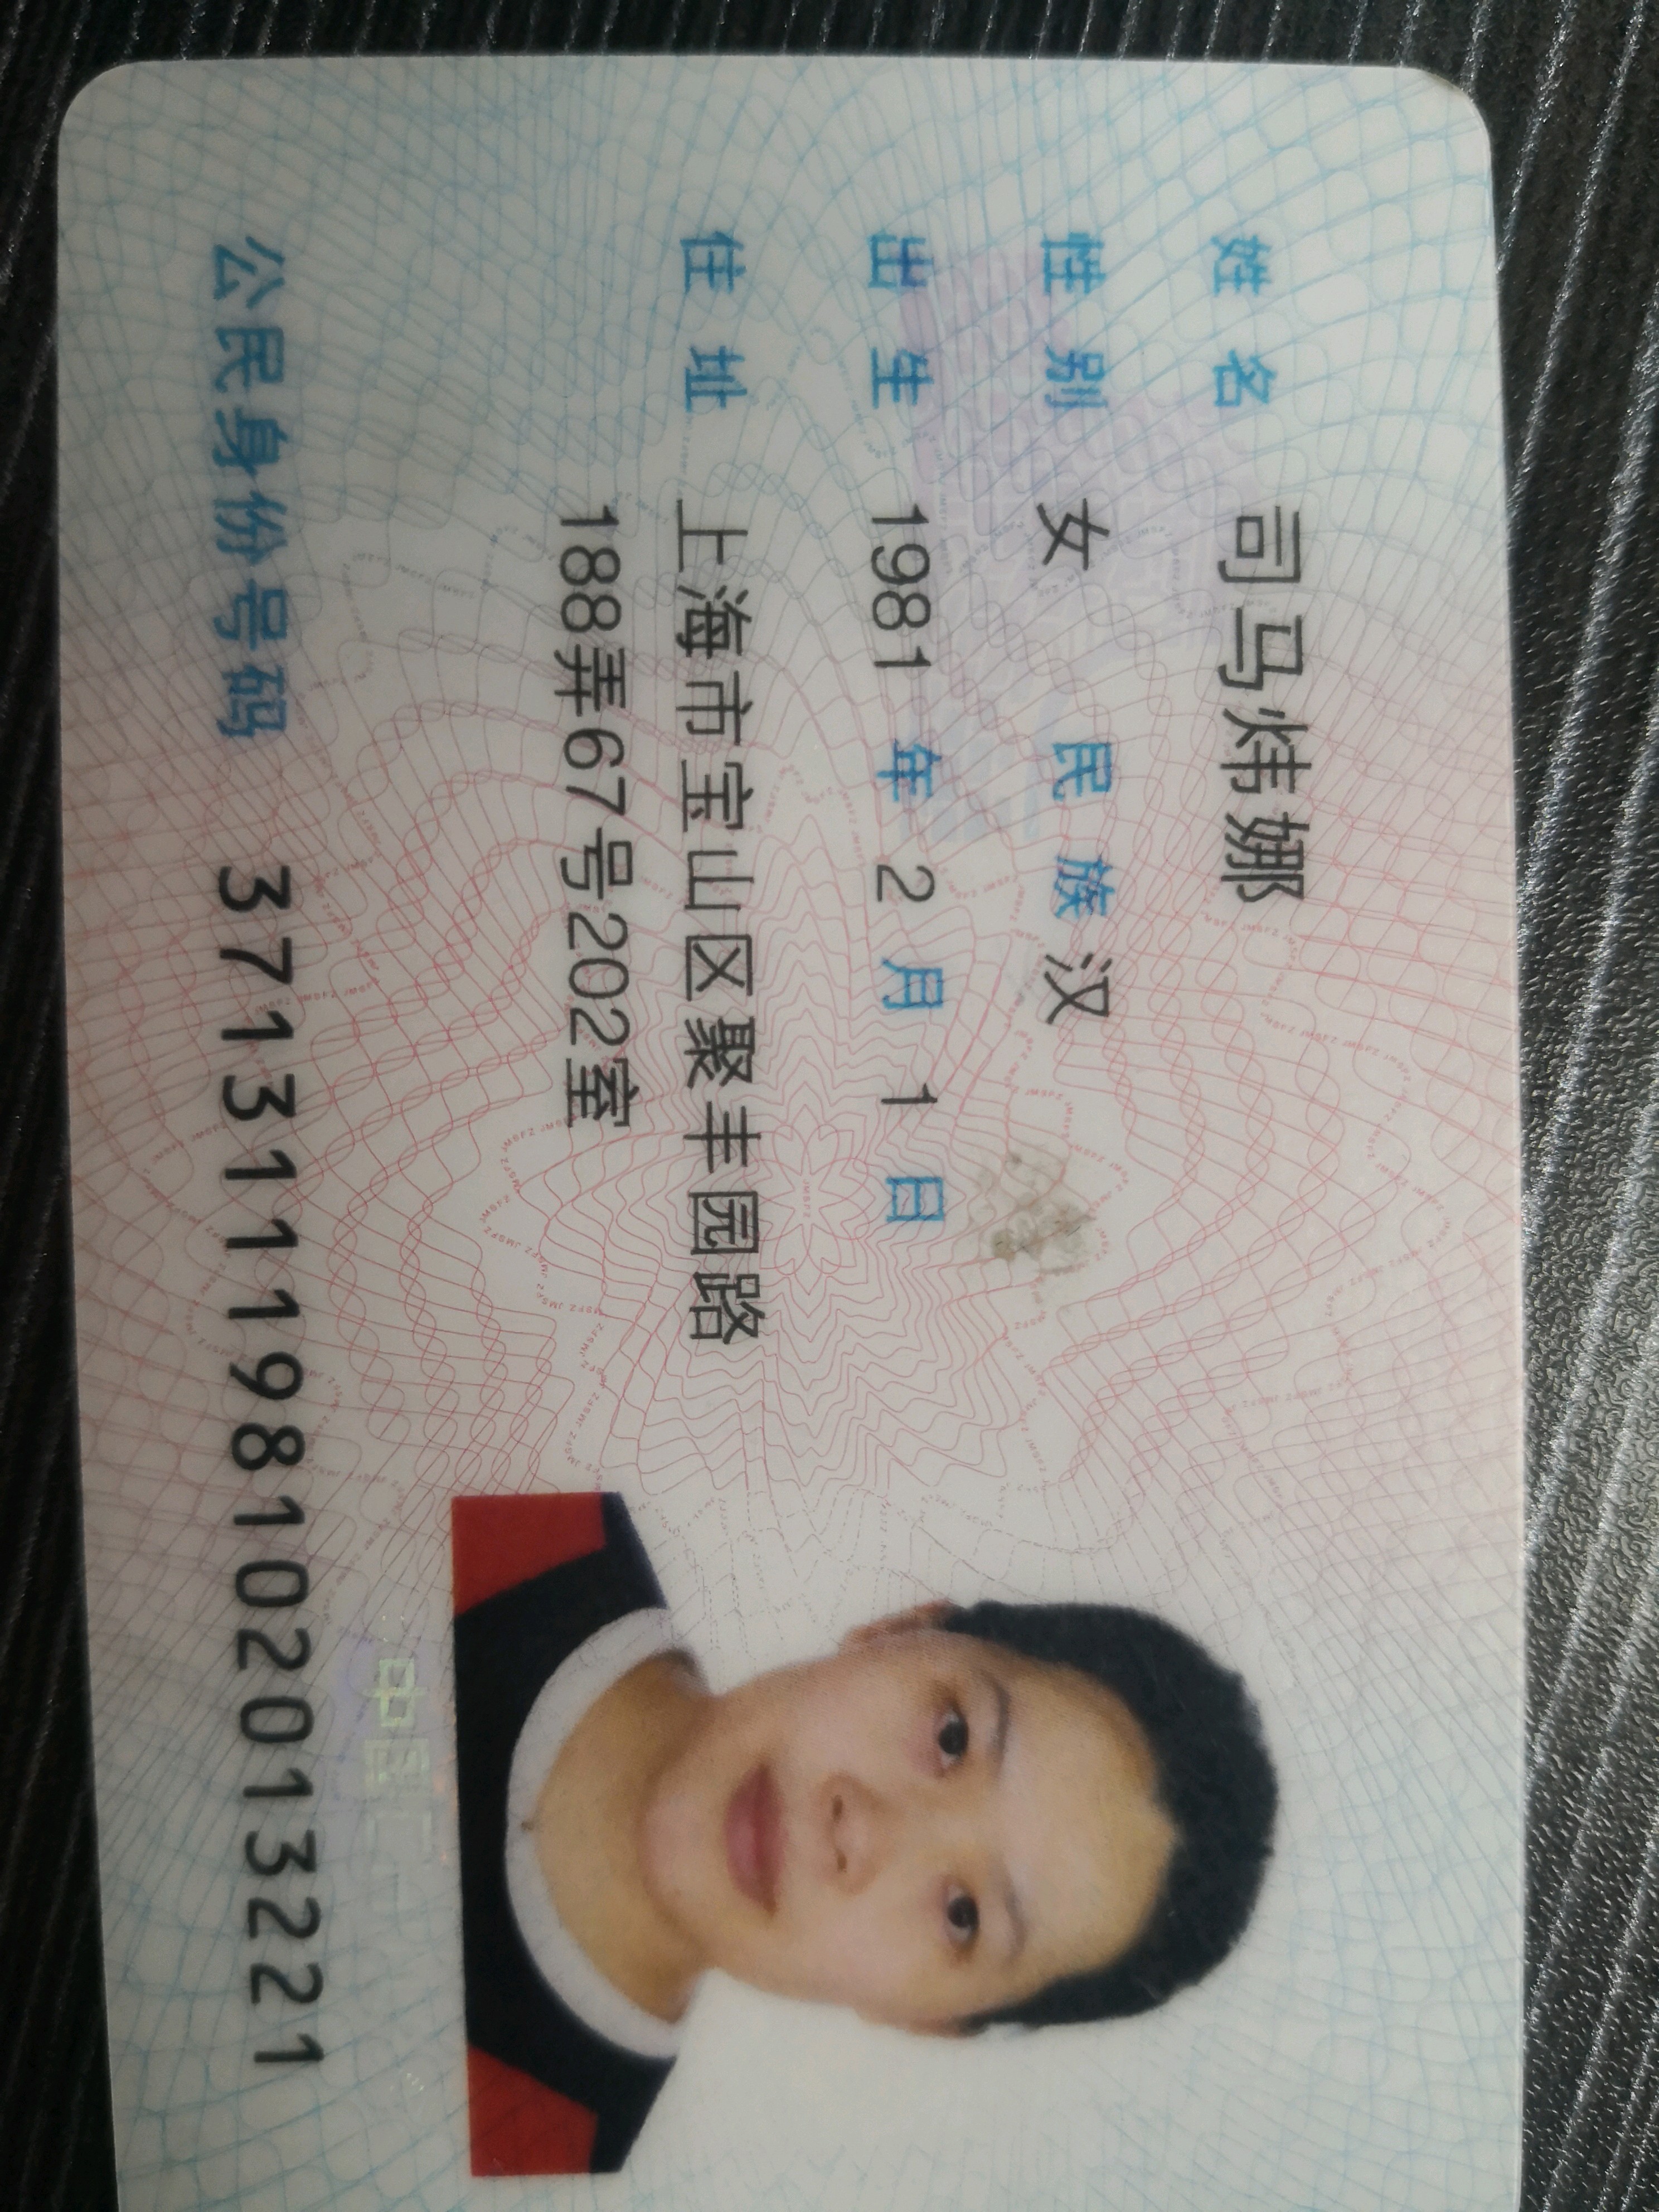 姓名 司马炜娜
性别 女 民族 汉
出生 1981 年 2 月 1 日
住址 上海市宝山区聚丰园路
188弄67号202室
公民身份号码 371311198102013221